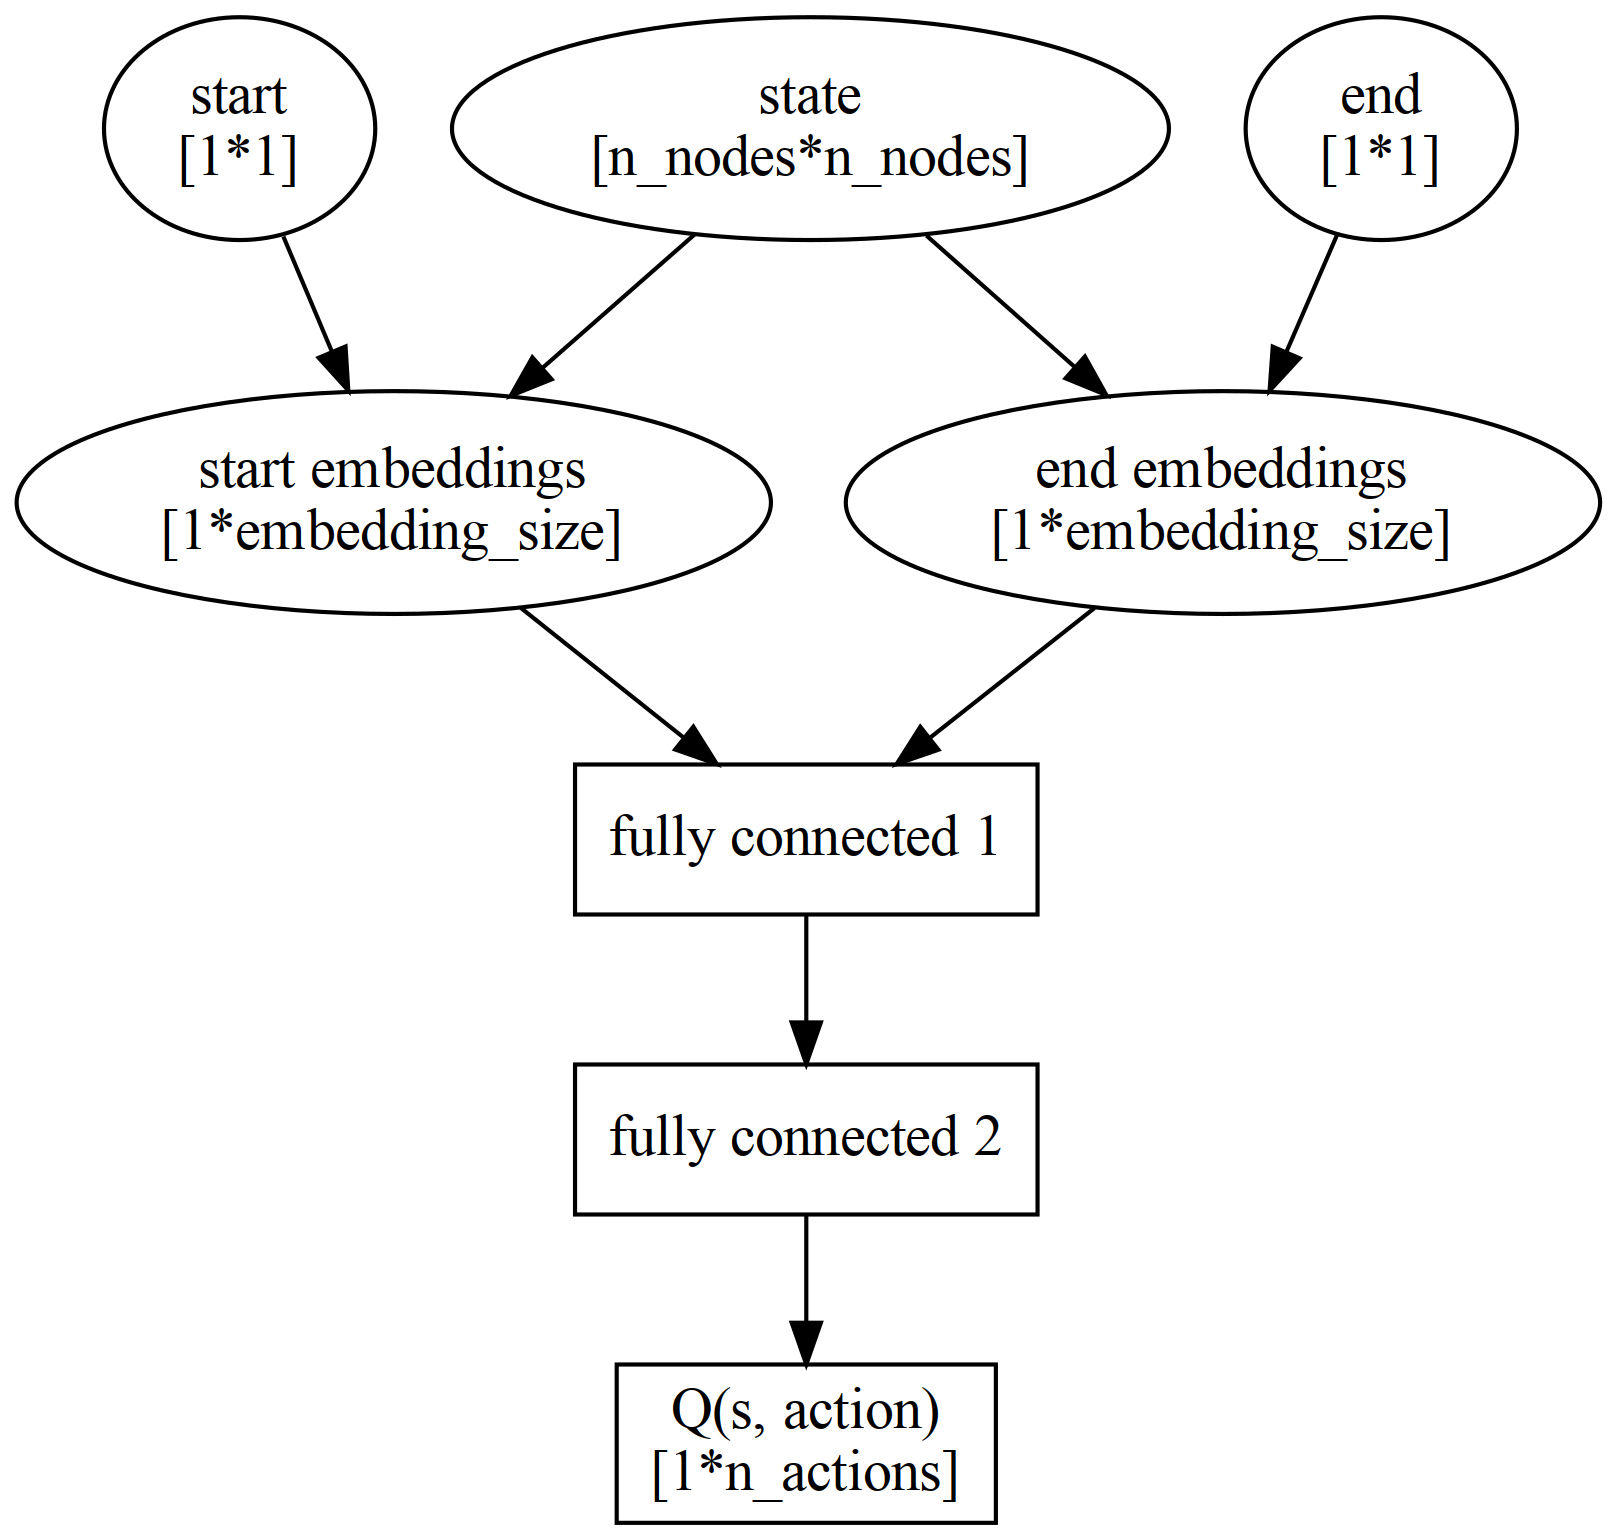 start
[1*1]
state
[n_nodes*n_nodes]
end
[1*1]
start embeddings
[1*embedding_size]
end embeddings
[1*embedding_size]
fully connected 1
fully connected 2
Q(s, action)
[1*n_actions]